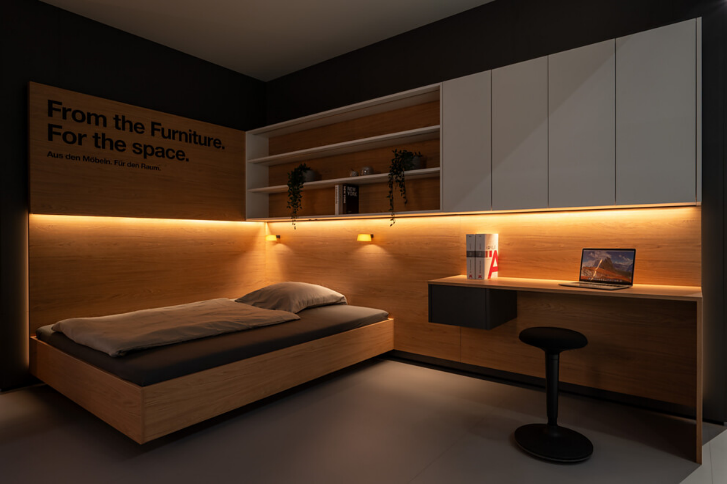 From the Furniture.
For the space.
Aus den Möbeln. Für den Raum.
A